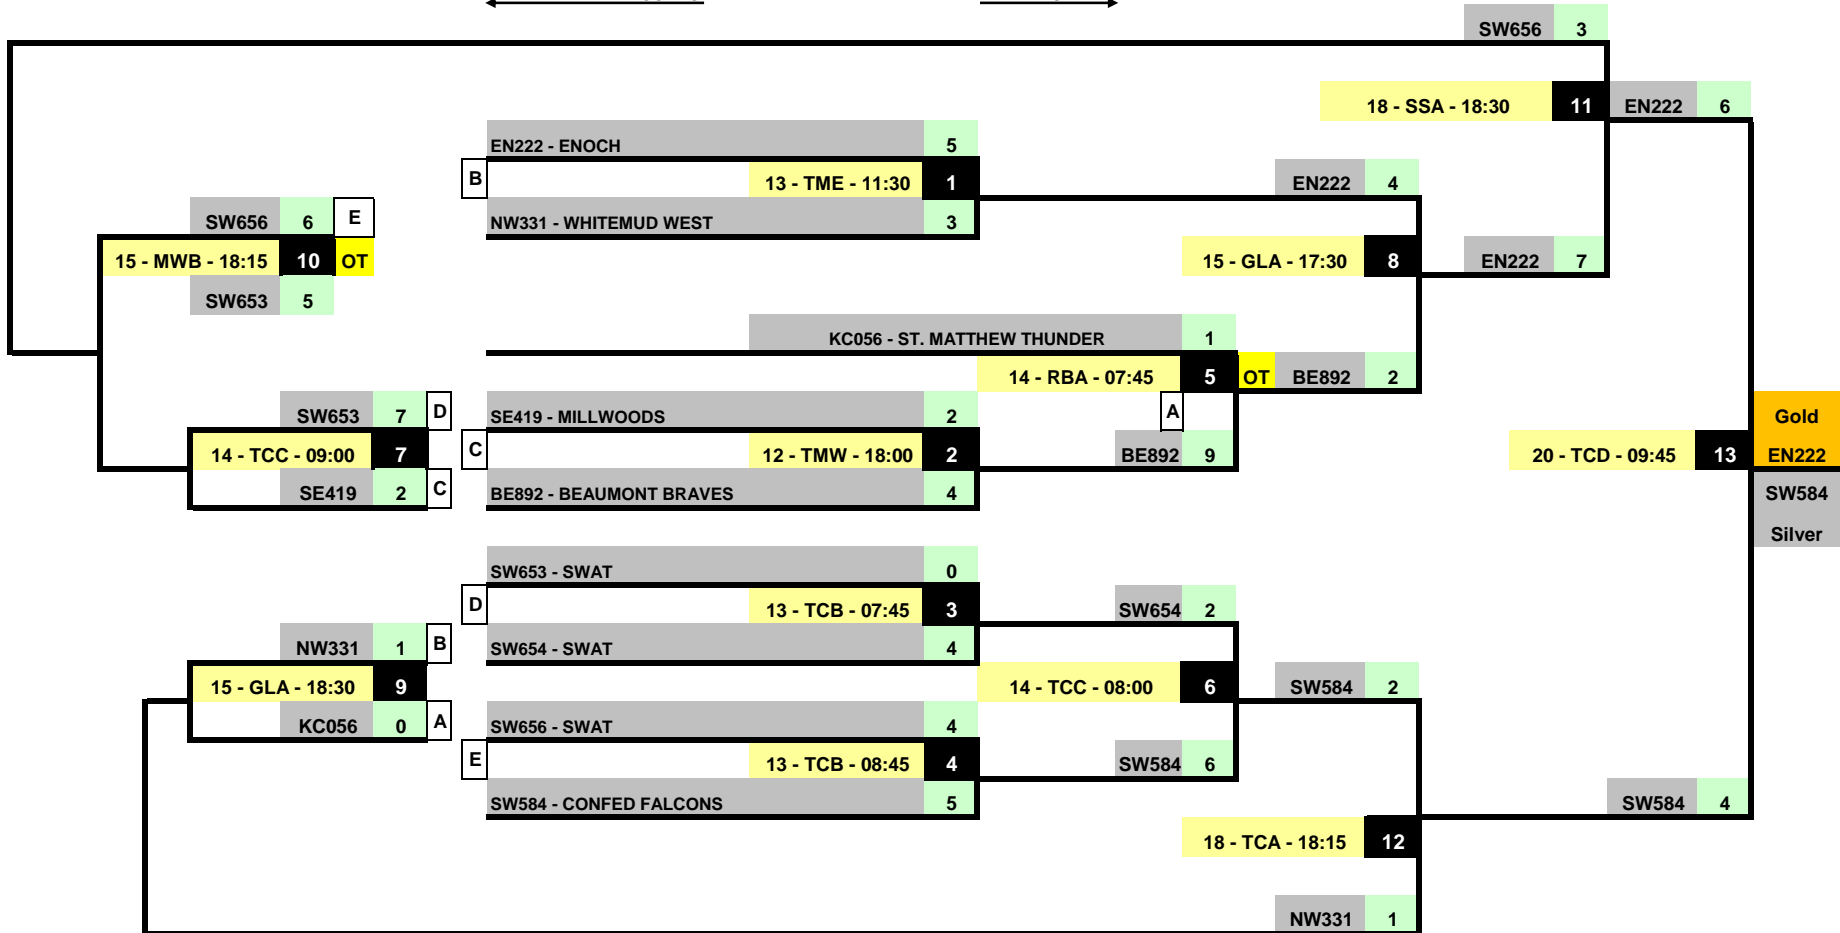 SW656 3
18 - SSA - 18:30 11 EN222 6
EN222 - ENOCH 5
B 13 - TME - 11:30 1 EN222 4
SW656 6 E NW331 - WHITEMUD WEST 3
15 - MWB - 18:15 10 OT 15 - GLA - 17:30 8 EN222 7
SW653 5
KC056 - ST. MATTHEW THUNDER 1
14 - RBA - 07:45 5 OT BE892 2
SW653 7 D SE419 - MILLWOODS 2 A Gold
14 - TCC - 09:00 7 C 12 - TMW - 18:00 2 BE892 9 20 - TCD - 09:45 13 EN222
SE419 2 C BE892 - BEAUMONT BRAVES 4 SW584
Silver
SW653 - SWAT 0
D 13 - TCB - 07:45 3 SW654 2
NW331 1 B SW654 - SWAT 4
15 - GLA - 18:30 9 14 - TCC - 08:00 6 SW584 2
KC056 0 A SW656 - SWAT 4
E 13 - TCB - 08:45 4 SW584 6
SW584 - CONFED FALCONS 5 SW584 4
18 - TCA - 18:15 12
NW331 1